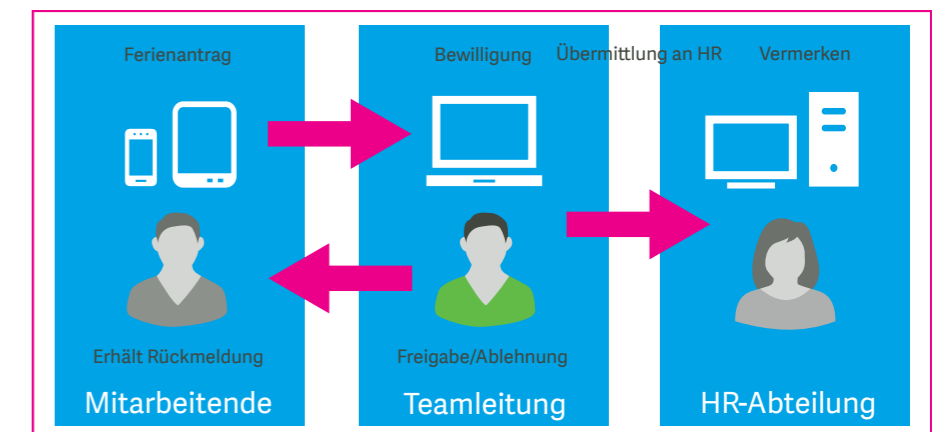 Ferienantrag
Bewilligung
Übermittlung an HR
Vermerken
Erhält Rückmeldung
Freigabe/Ablehnung
Mitarbeitende
Teamleitung
HR-Abteilung